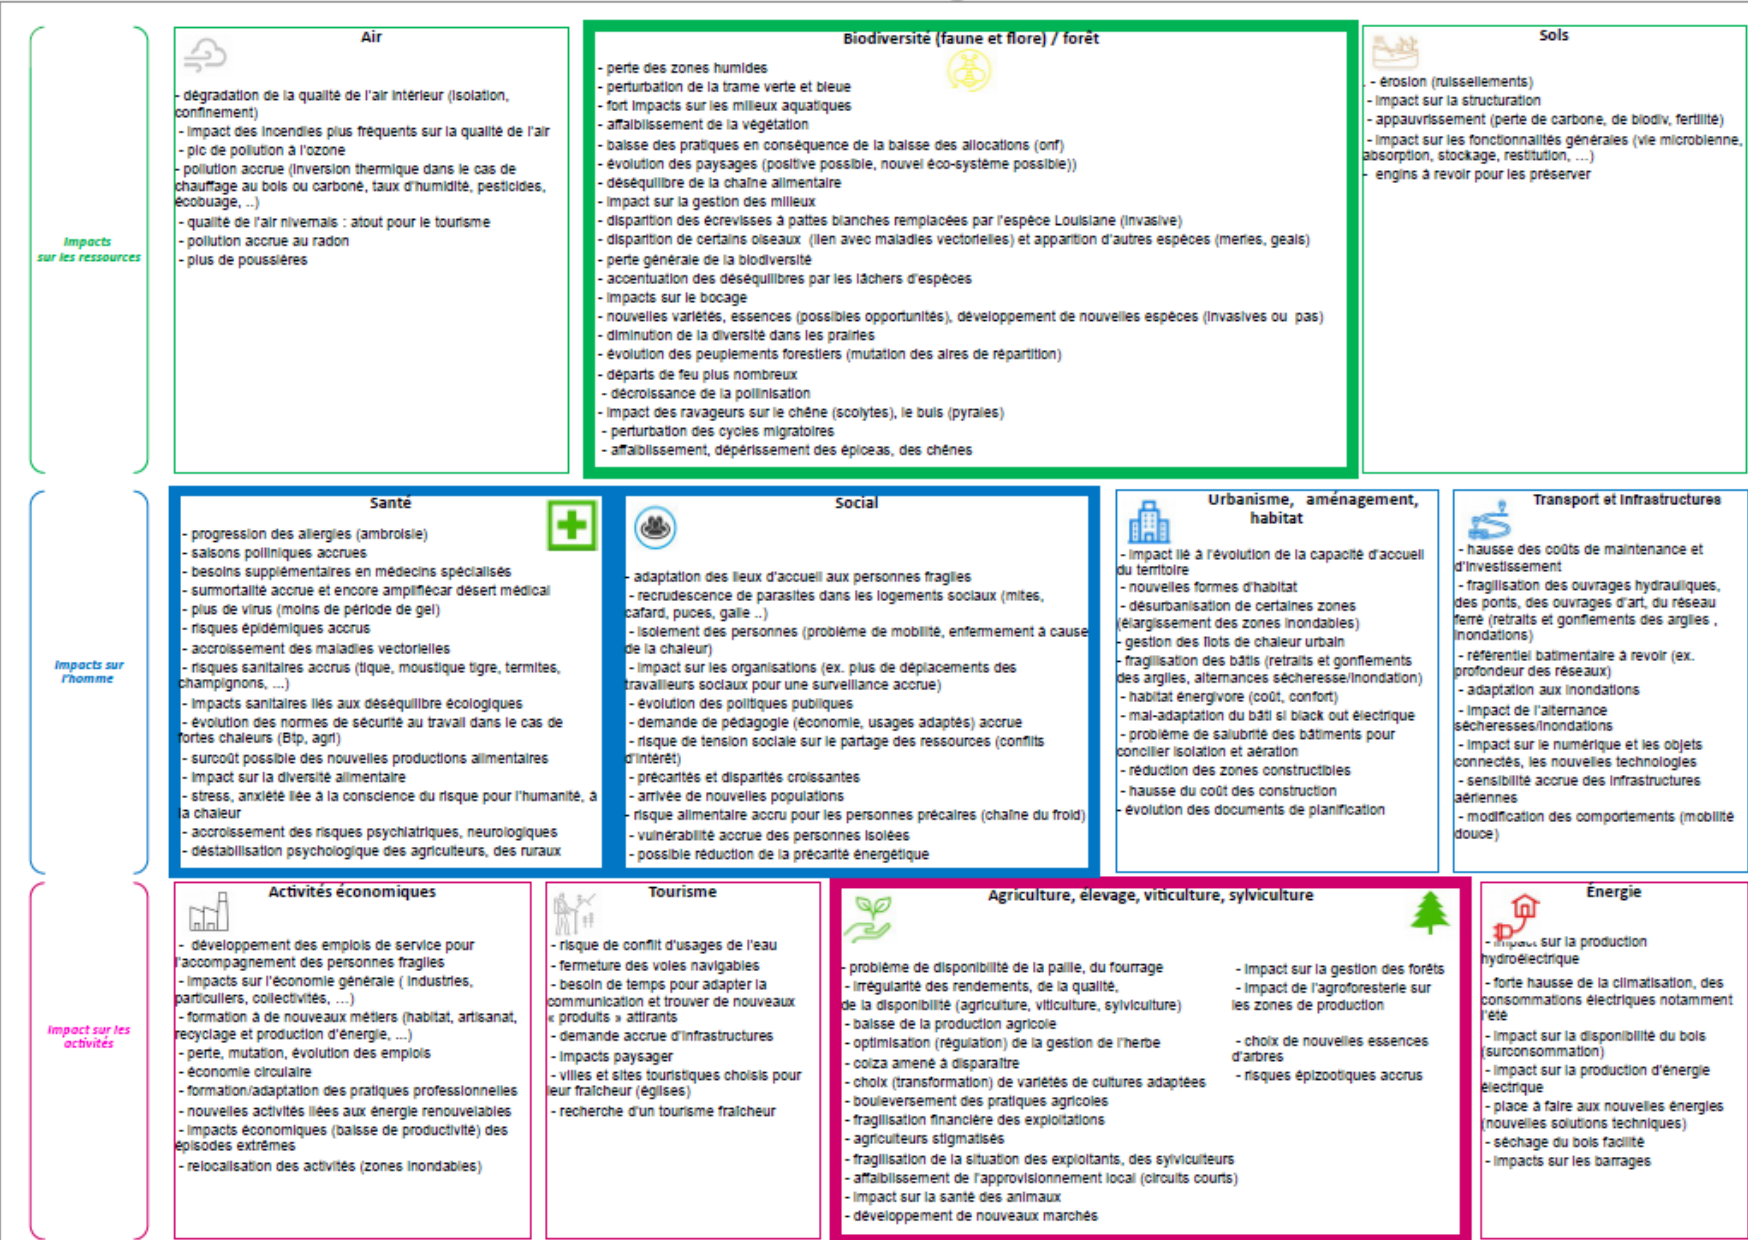 Impacts
sur les ressources
Air
- dégradation de la qualité de l'air intérieur (isolation,
confinement)
- impact des incendies plus fréquents sur la qualité de l'air
- pic de pollution à l'ozone
- pollution accrue (inversion thermique dans le cas de
chauffage au bois ou carboné, taux d'humidité, pesticides,
écobuage, ..)
- qualité de l'air nivernais : atout pour le tourisme
- pollution accrue au radon
- plus de poussières
Biodiversité (faune et flore) / forêt
- perte des zones humides
- perturbation de la trame verte et bleue
- fort impacts sur les milieux aquatiques
- affaiblissement de la végétation
- baisse des pratiques en conséquence de la baisse des allocations (onf)
- évolution des paysages (positive possible, nouvel éco-système possible))
- déséquilibre de la chaîne alimentaire
- impact sur la gestion des milieux
- disparition des écrevisses à pattes blanches remplacées par l'espèce Louisiane (invasive)
- disparition de certains oiseaux (lien avec maladies vectorielles) et apparition d'autres espèces (merles, geais)
- perte générale de la biodiversité
- accentuation des déséquilibres par les lâchers d'espèces
- impacts sur le bocage
- nouvelles variétés, essences (possibles opportunités), développement de nouvelles espèces (invasives ou pas)
- diminution de la diversité dans les prairies
- évolution des peuplements forestiers (mutation des aires de répartition)
- départs de feu plus nombreux
- décroissance de la pollinisation
- impact des ravageurs sur le chêne (scolytes), le buis (pyrales)
- perturbation des cycles migratoires
- affaiblissement, dépérissement des épiceas, des chênes
Sols
- érosion (ruissellements)
- impact sur la structuration
- appauvrissement (perte de carbone, de biodiv, fertilité)
- impact sur les fonctionnalités générales (vie microbienne,
absorption, stockage, restitution, ...)
- engins à revoir pour les préserver
Impacts sur
l'homme
Santé
- progression des allergies (ambroisie)
- saisons polliniques accrues
- besoins supplémentaires en médecins spécialisés
- surmortalité accrue et encore amplifiécar désert médical
- plus de virus (moins de période de gel)
- risques épidémiques accrus
- accroissement des maladies vectorielles
- risques sanitaires accrus (tique, moustique tigre, termites,
champignons, ...)
- impacts sanitaires liés aux déséquilibre écologiques
- évolution des normes de sécurité au travail dans le cas de
fortes chaleurs (Btp, agri)
- surcoût possible des nouvelles productions alimentaires
- impact sur la diversité alimentaire
- stress, anxiété liée à la conscience du risque pour l'humanité, à
la chaleur
- accroissement des risques psychiatriques, neurologiques
- déstabilisation psychologique des agriculteurs, des ruraux
Social
- adaptation des lieux d'accueil aux personnes fragiles
- recrudescence de parasites dans les logements sociaux (mites,
cafard, puces, galle ..)
- isolement des personnes (problème de mobilité, enfermement à cause
de la chaleur)
- impact sur les organisations (ex. plus de déplacements des
travailleurs sociaux pour une surveillance accrue)
- évolution des politiques publiques
- demande de pédagogie (économie, usages adaptés) accrue
- risque de tension sociale sur le partage des ressources (conflits
d'intérêt)
- précarités et disparités croissantes
- arrivée de nouvelles populations
- risque alimentaire accru pour les personnes précaires (chaîne du froid)
- vulnérabilité accrue des personnes isolées
- possible réduction de la précarité énergétique
Urbanisme, aménagement,
habitat
- impact lié à l'évolution de la capacité d'accueil
du territoire
- nouvelles formes d'habitat
- désurbanisation de certaines zones
(élargissement des zones inondables)
- gestion des îlots de chaleur urbain
- fragilisation des bâtis (retraits et gonflements
des argiles, alternances sécheresse/inondation)
- habitat énergivore (coût, confort)
- mal-adaptation du bâti si black out électrique
- problème de salubrité des bâtiments pour
concilier isolation et aération
- réduction des zones constructibles
- hausse du coût des construction
- évolution des documents de planification
Transport et Infrastructures
- hausse des coûts de maintenance et
d'investissement
- fragilisation des ouvrages hydrauliques,
des ponts, des ouvrages d'art, du réseau
ferré (retraits et gonflements des argiles ,
inondations)
- référentiel batimentaire à revoir (ex.
profondeur des réseaux)
- adaptation aux inondations
- impact de l'alternance
sécheresses/inondations
- impact sur le numérique et les objets
connectés, les nouvelles technologies
- sensibilité accrue des infrastructures
aériennes
- modification des comportements (mobilité
douce)
Impact sur les
activités
Activités économiques
- développement des emplois de service pour
l'accompagnement des personnes fragiles
- impacts sur l'économie générale ( industries,
particuliers, collectivités, ...)
- formation à de nouveaux métiers (habitat, artisanat,
recyclage et production d'énergie, ...)
- perte, mutation, évolution des emplois
- économie circulaire
- formation/adaptation des pratiques professionnelles
- nouvelles activités liées aux énergie renouvelables
- impacts économiques (baisse de productivité) des
épisodes extrêmes
- relocalisation des activités (zones inondables)
Tourisme
- risque de conflit d'usages de l'eau
- fermeture des voies navigables
- besoin de temps pour adapter la
communication et trouver de nouveaux
« produits » attirants
- demande accrue d'infrastructures
- impacts paysager
- villes et sites touristiques choisis pour
leur fraîcheur (églises)
- recherche d'un tourisme fraîcheur
Agriculture, élevage, viticulture, sylviculture
- problème de disponibilité de la paille, du fourrage
- irrégularité des rendements, de la qualité,
de la disponibilité (agriculture, viticulture, sylviculture)
- baisse de la production agricole
- optimisation (régulation) de la gestion de l'herbe
- colza amené à disparaître
- choix (transformation) de variétés de cultures adaptées
- bouleversement des pratiques agricoles
- fragilisation financière des exploitations
- agriculteurs stigmatisés
- fragilisation de la situation des exploitants, des sylviculteurs
- affaiblissement de l'approvisionnement local (circuits courts)
- impact sur la santé des animaux
- développement de nouveaux marchés
- impact sur la gestion des forêts
- impact de l'agroforesterie sur
les zones de production
- choix de nouvelles essences
d'arbres
- risques épizootiques accrus
Énergie
- impact sur la production
hydroélectrique
- forte hausse de la climatisation, des
consommations électriques notamment
l'été
- impact sur la disponibilité du bois
(surconsommation)
- impact sur la production d'énergie
électrique
- place à faire aux nouvelles énergies
(nouvelles solutions techniques)
- séchage du bois facilité
- impacts sur les barrages